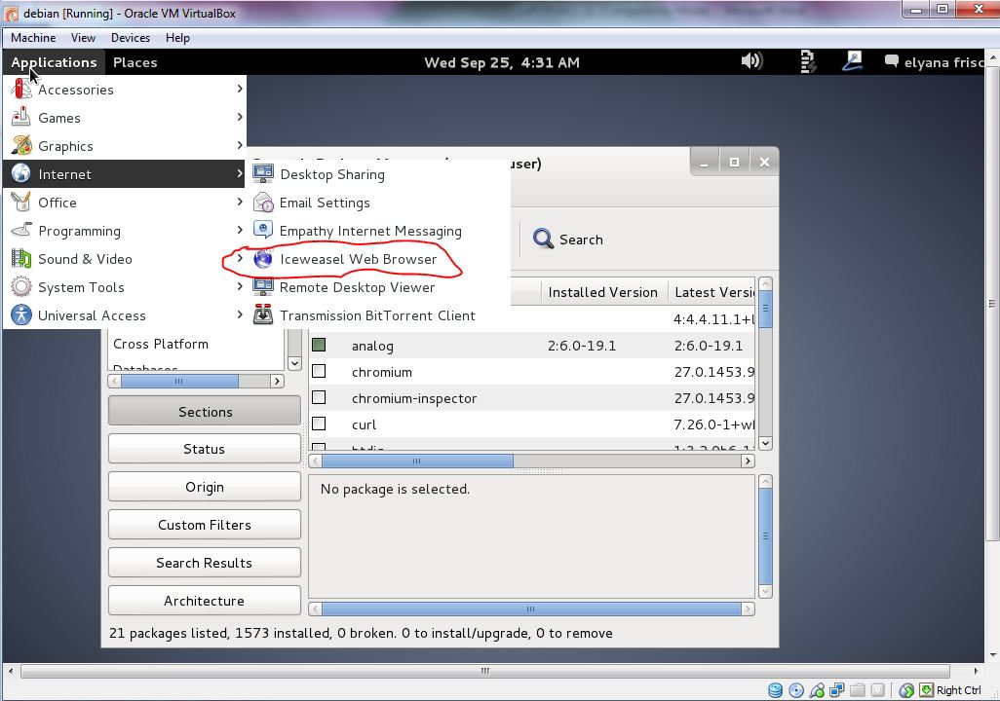 debian [Running] - Oracle VM VirtualBox
Machine View Devices Help
Applications Places Wed Sep 25, 4:31 AM elyana frisc
Accessories
Games
Graphics
Internet
Office
Programming
Sound & Video
System Tools
Universal Access
Desktop Sharing
Email Settings
Empathy Internet Messaging
Iceweasel Web Browser
Remote Desktop Viewer
Transmission BitTorrent Client
user)
Search
Installed Version Latest Versi
4:4.4.11.1+l
analog 2:6.0-19.1 2:6.0-19.1
chromium 27.0.1453.9
chromium-inspector 27.0.1453.9
curl 7.26.0-1+wh
Cross Platform
Databases
Sections
Status
Origin
Custom Filters
Search Results
Architecture
No package is selected.
21 packages listed, 1573 installed, 0 broken. 0 to install/upgrade, 0 to remove
Right Ctrl